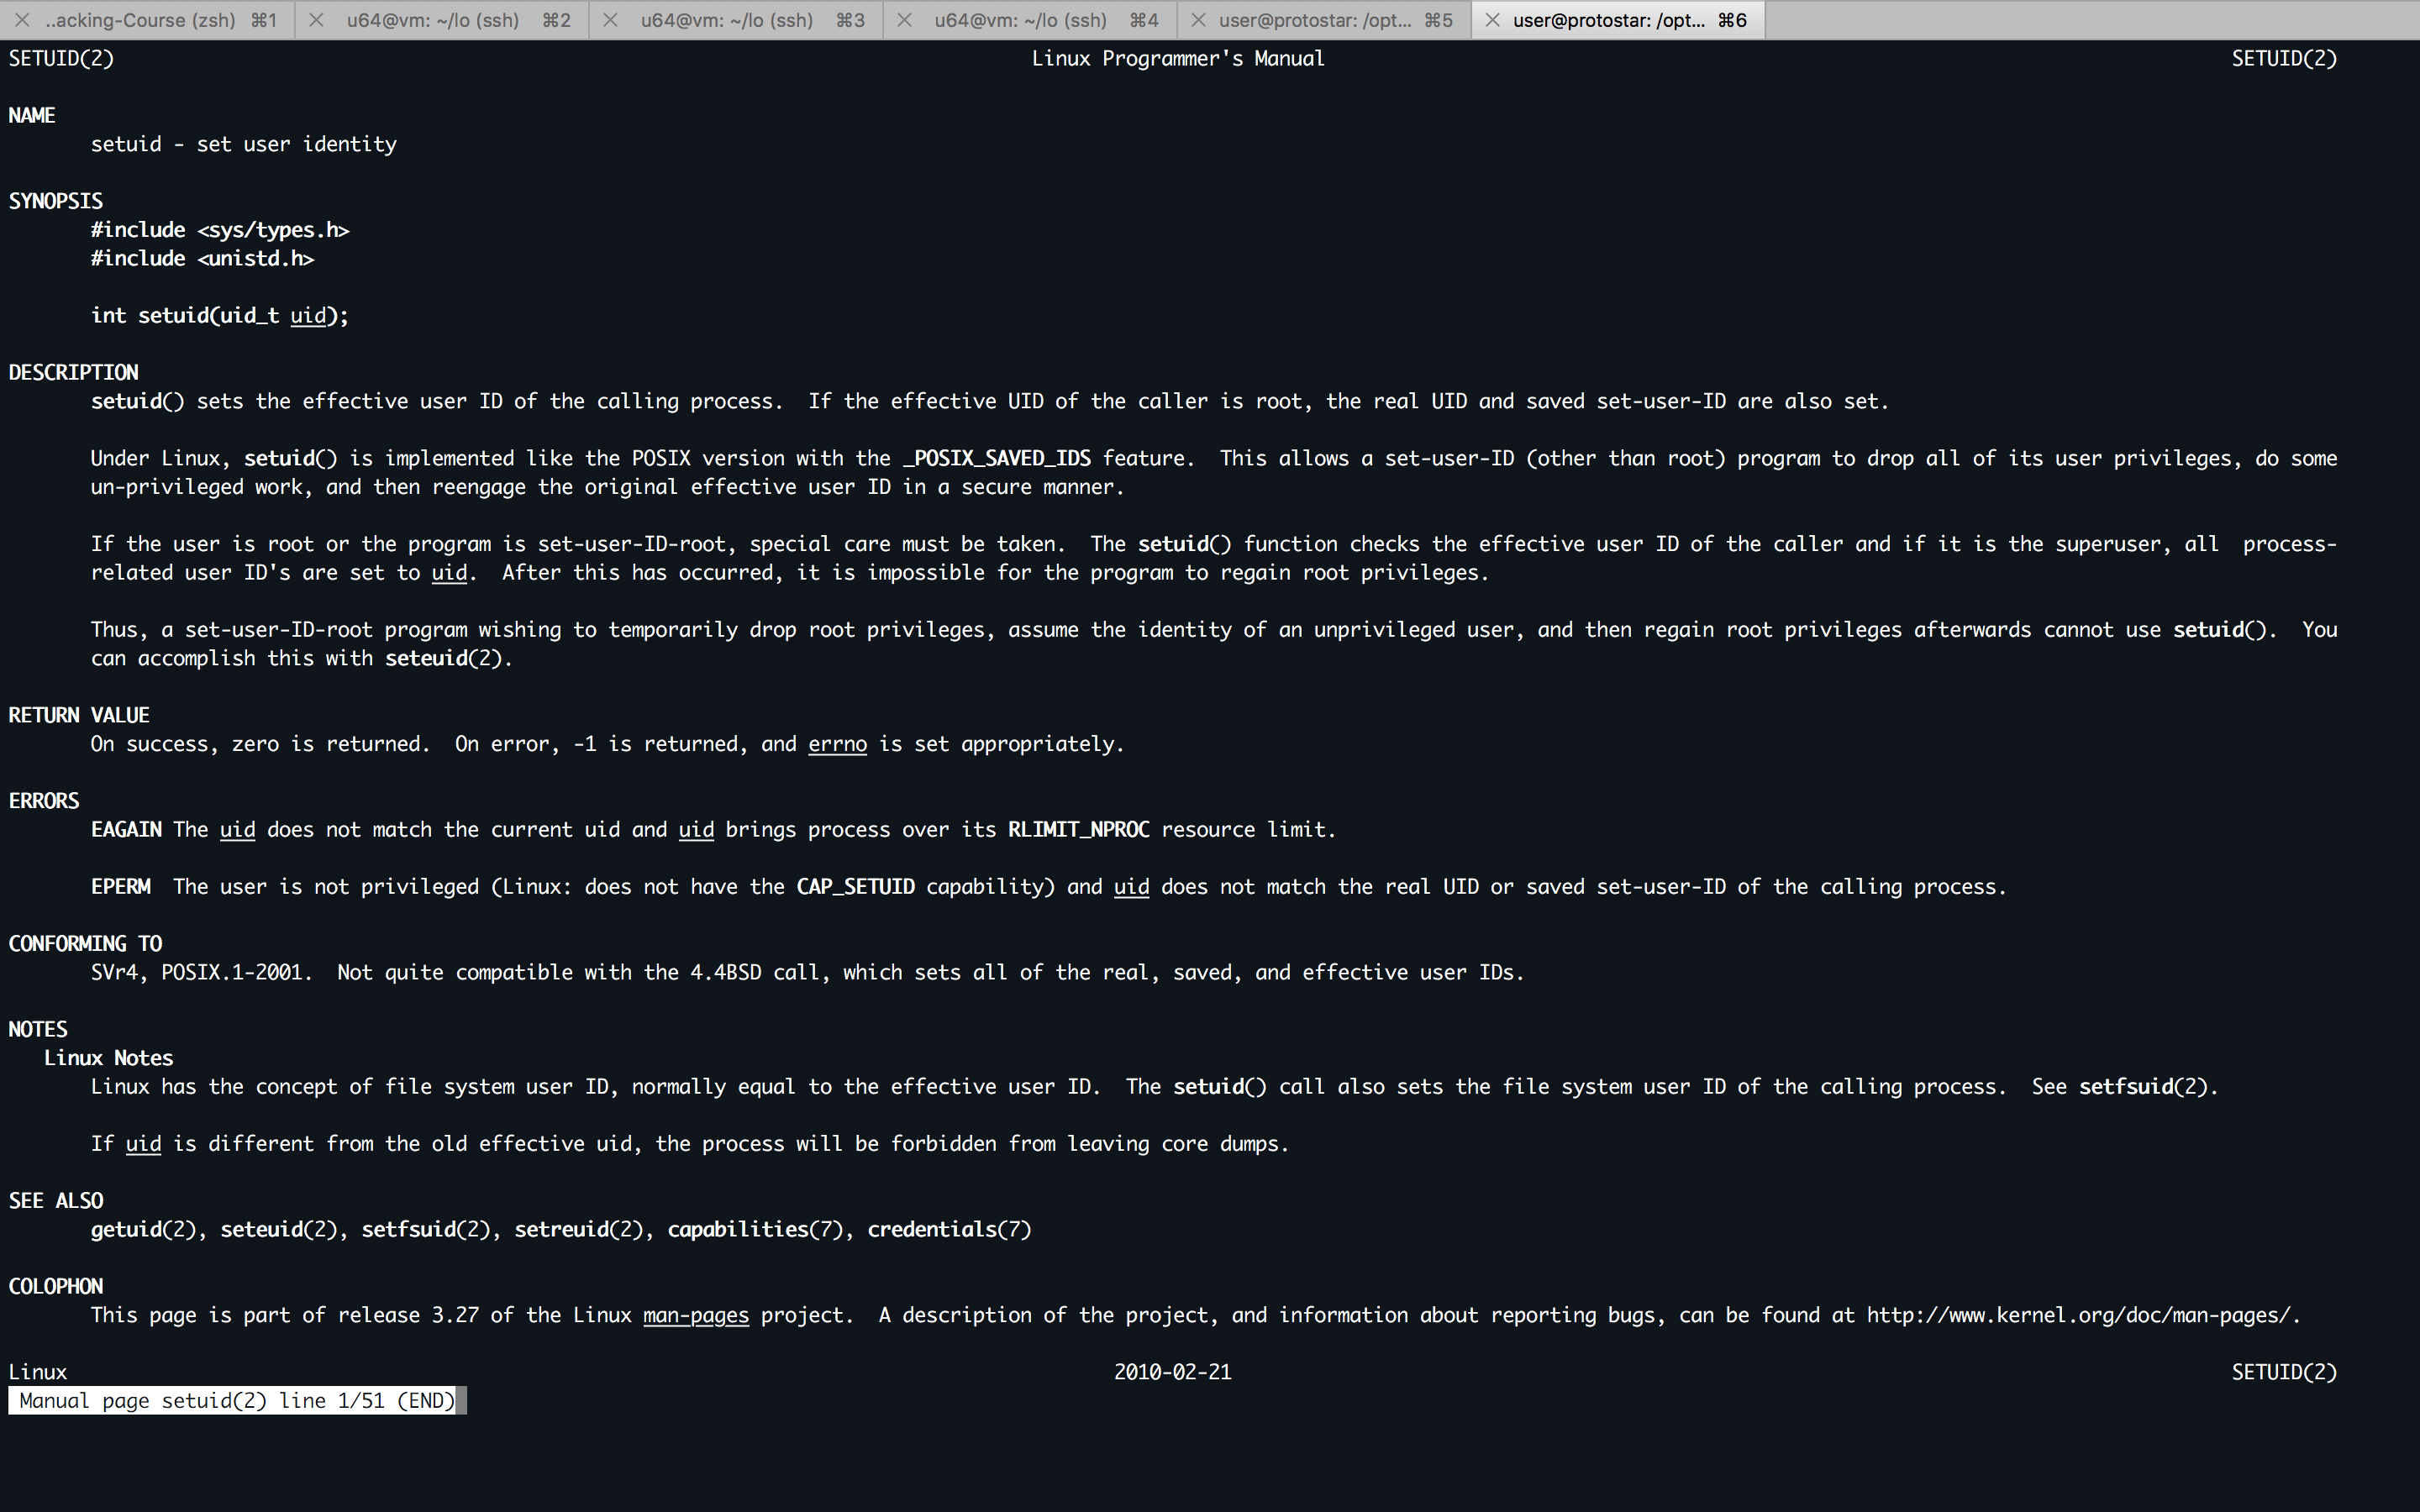 ..acking-Course (zsh) ⌘1 u64@vm: ~/lo (ssh) ⌘2 u64@vm: ~/lo (ssh) ⌘3 u64@vm: ~/lo (ssh) ⌘4 user@protostar: /opt... ⌘5 user@protostar: /opt... ⌘6
SETUID(2) Linux Programmer's Manual SETUID(2)
NAME
setuid - set user identity
SYNOPSIS
#include <sys/types.h>
#include <unistd.h>
int setuid(uid_t uid);
DESCRIPTION
setuid() sets the effective user ID of the calling process.  If the effective UID of the caller is root, the real UID and saved set-user-ID are also set.
Under Linux, setuid() is implemented like the POSIX version with the _POSIX_SAVED_IDS feature.  This allows a set-user-ID (other than root) program to drop all of its user privileges, do some
un-privileged work, and then reengage the original effective user ID in a secure manner.
If the user is root or the program is set-user-ID-root, special care must be taken.  The setuid() function checks the effective user ID of the caller and if it is the superuser, all  process-
related user ID's are set to uid.  After this has occurred, it is impossible for the program to regain root privileges.
Thus, a set-user-ID-root program wishing to temporarily drop root privileges, assume the identity of an unprivileged user, and then regain root privileges afterwards cannot use setuid().  You
can accomplish this with seteuid(2).
RETURN VALUE
On success, zero is returned.  On error, -1 is returned, and errno is set appropriately.
ERRORS
EAGAIN The uid does not match the current uid and uid brings process over its RLIMIT_NPROC resource limit.
EPERM  The user is not privileged (Linux: does not have the CAP_SETUID capability) and uid does not match the real UID or saved set-user-ID of the calling process.
CONFORMING TO
SVr4, POSIX.1-2001.  Not quite compatible with the 4.4BSD call, which sets all of the real, saved, and effective user IDs.
NOTES
Linux Notes
Linux has the concept of file system user ID, normally equal to the effective user ID.  The setuid() call also sets the file system user ID of the calling process.  See setfsuid(2).
If uid is different from the old effective uid, the process will be forbidden from leaving core dumps.
SEE ALSO
getuid(2), seteuid(2), setfsuid(2), setreuid(2), capabilities(7), credentials(7)
COLOPHON
This page is part of release 3.27 of the Linux man-pages project.  A description of the project, and information about reporting bugs, can be found at http://www.kernel.org/doc/man-pages/.
Linux 2010-02-21 SETUID(2)
Manual page setuid(2) line 1/51 (END)